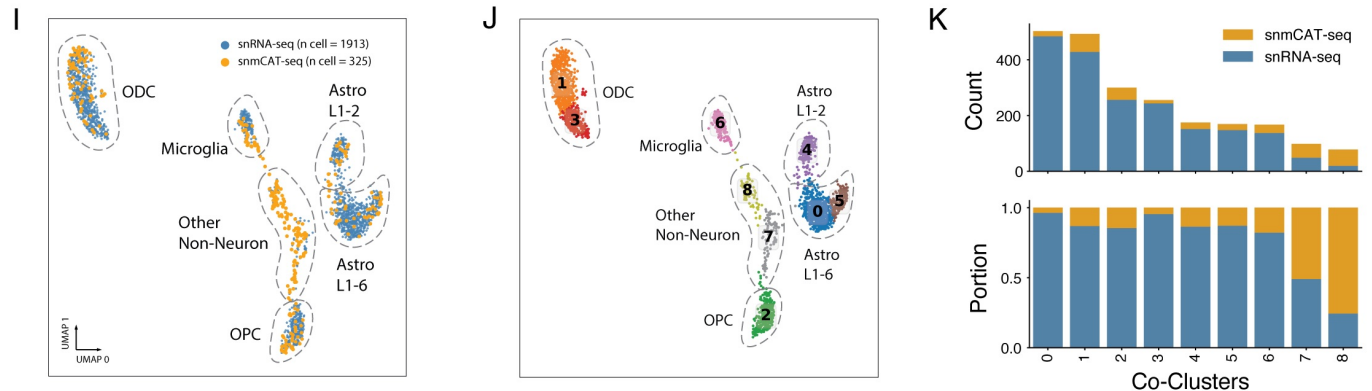 I
snRNA-seq (n cell = 1913)
snmCAT-seq (n cell = 325)
ODC
Astro
L1-2
Microglia
Other
Non-Neuron
Astro
L1-6
OPC
UMAP 1
UMAP 0
J
1
3
ODC
Astro
L1-2
6
4
Microglia
8
5
0
Other
Non-Neuron
7
Astro
L1-6
OPC
2
K
snmCAT-seq
snRNA-seq
Count
400
200
0
Portion
1.0
0.5
0.0
0 1 2 3 4 5 6 7 8
Co-Clusters